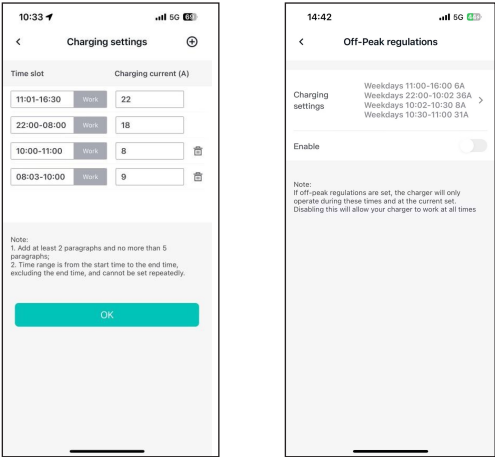 10:33
5G 69
Charging settings
Time slot Charging current (A)
11:01-16:30 Work 22
22:00-08:00 Work 18
10:00-11:00 Work 8
08:03-10:00 Work 9
Note:
1. Add at least 2 paragraphs and no more than 5
paragraphs;
2. Time range is from the start time to the end time,
excluding the end time, and cannot be set repeatedly.
OK
14:42
5G
Off-Peak regulations
Charging
settings
Weekdays 11:00-16:00 6A
Weekdays 22:00-10:02 36A
Weekdays 10:02-10:30 8A
Weekdays 10:30-11:00 31A
Enable
Note:
If off-peak regulations are set, the charger will only
operate during these times and at the current set.
Disabling this will allow your charger to work at all times